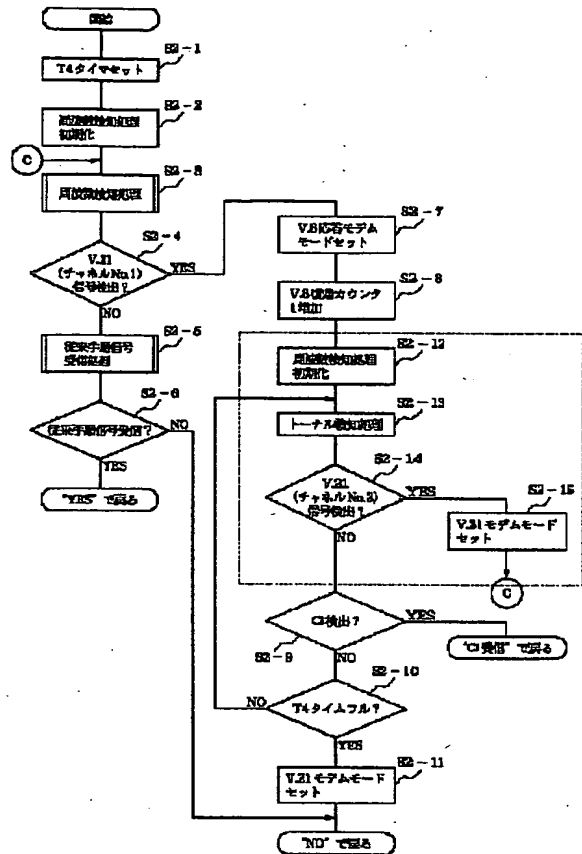 開始
S2-1
T4タイマセット
S2-2
周波数検知処理
初期化
C
S2-3
周波数検知処理
S2-4
V.21
(チャネルNo.1)
信号検出?
YES
NO
S2-5
従来手順信号
受信処理
S2-6
従来手順信号受信?
NO
YES
"YES"で戻る
S2-7
V.8応答モデム
モードセット
S2-8
V.8 カウンタ
1増加
S2-12
周波数検知処理
初期化
S2-13
トーナル検知処理
S2-14
V.21
(チャネルNo.2)
信号検出?
YES
NO
S2-15
V.21モデムモード
セット
C
CI検出?
YES
S2-9
NO
"CI受信"で戻る
S2-10
NO
T4タイムフル?
YES
S2-11
V.21モデムモード
セット
"NO"で戻る